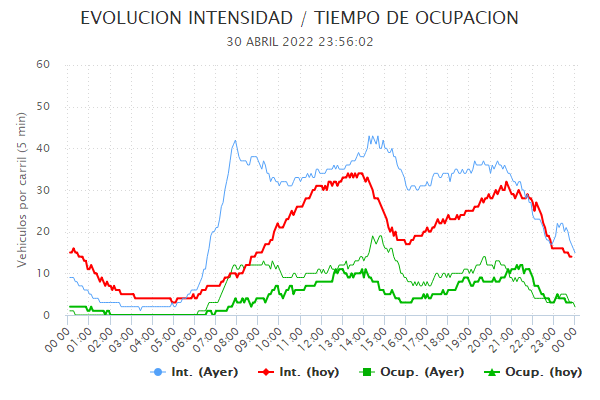 EVOLUCION INTENSIDAD / TIEMPO DE OCUPACION
30 ABRIL 2022 23:56:02
Vehiculos por carril (5 min)
60
50
40
30
20
10
0
00:00 01:00 02:00 03:00 04:00 05:00 06:00 07:00 08:00 09:00 10:00 11:00 12:00 13:00 14:00 15:00 16:00 17:00 18:00 19:00 20:00 21:00 22:00 23:00 00:00
Int. (Ayer) Int. (hoy) Ocup. (Ayer) Ocup. (hoy)